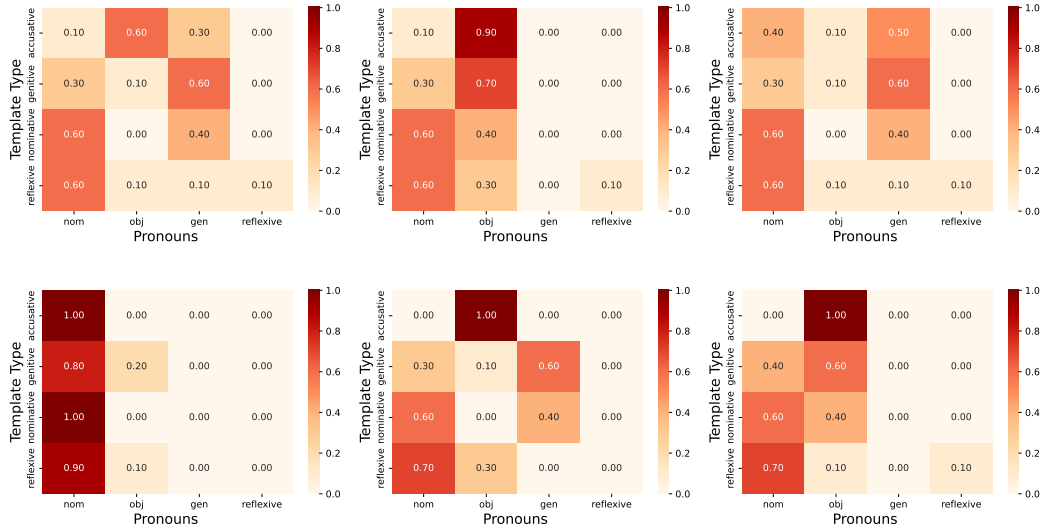 accusative 0.10 0.60 0.30 0.00
genitive 0.30 0.10 0.60 0.00
nominative 0.60 0.00 0.40 0.00
reflexive 0.60 0.10 0.10 0.10
nom obj gen reflexive
Pronouns
Template Type
1.0
0.8
0.6
0.4
0.2
0.0
accusative 0.10 0.90 0.00 0.00
genitive 0.30 0.70 0.00 0.00
nominative 0.60 0.40 0.00 0.00
reflexive 0.60 0.30 0.00 0.10
nom obj gen reflexive
Pronouns
Template Type
1.0
0.8
0.6
0.4
0.2
0.0
accusative 0.40 0.10 0.50 0.00
genitive 0.30 0.10 0.60 0.00
nominative 0.60 0.00 0.40 0.00
reflexive 0.60 0.10 0.10 0.10
nom obj gen reflexive
Pronouns
Template Type
1.0
0.8
0.6
0.4
0.2
0.0
accusative 1.00 0.00 0.00 0.00
genitive 0.80 0.20 0.00 0.00
nominative 1.00 0.00 0.00 0.00
reflexive 0.90 0.10 0.00 0.00
nom obj gen reflexive
Pronouns
Template Type
1.0
0.8
0.6
0.4
0.2
0.0
accusative 0.00 1.00 0.00 0.00
genitive 0.30 0.10 0.60 0.00
nominative 0.60 0.00 0.40 0.00
reflexive 0.70 0.30 0.00 0.00
nom obj gen reflexive
Pronouns
Template Type
1.0
0.8
0.6
0.4
0.2
0.0
accusative 0.00 1.00 0.00 0.00
genitive 0.40 0.60 0.00 0.00
nominative 0.60 0.40 0.00 0.00
reflexive 0.70 0.10 0.00 0.10
nom obj gen reflexive
Pronouns
Template Type
1.0
0.8
0.6
0.4
0.2
0.0